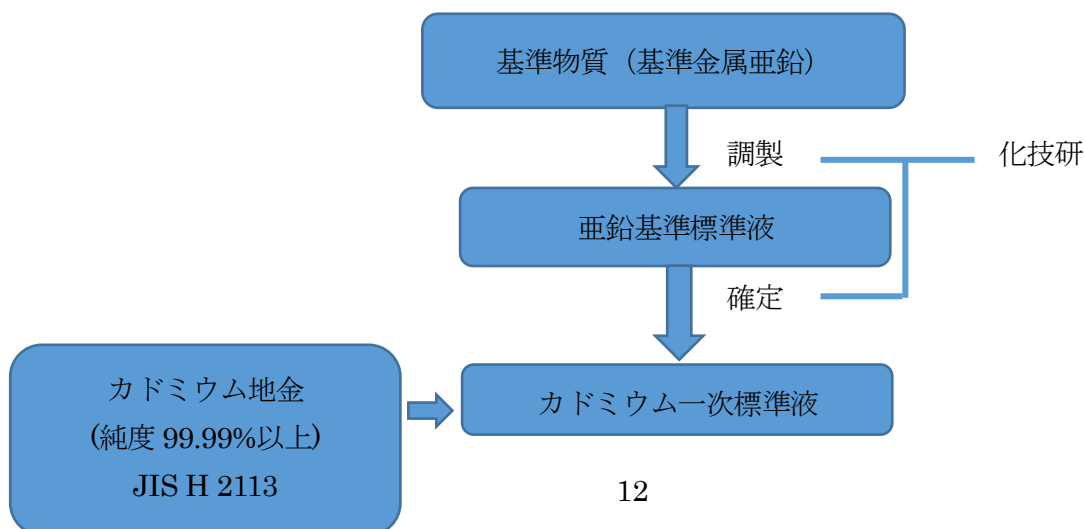 基準物質（基準金属亜鉛）
調製
化技研
亜鉛基準標準液
確定
カドミウム地金
(純度 99.99%以上)
JIS H 2113
カドミウム一次標準液
12